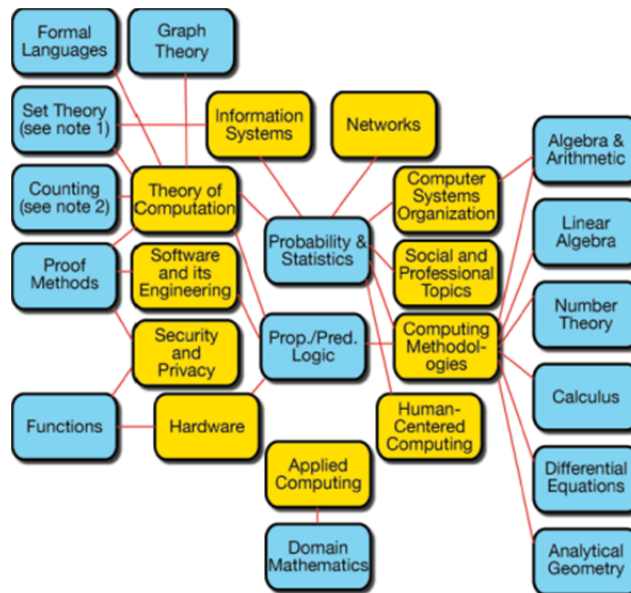 Formal
Languages
Graph
Theory
Set Theory
(see note 1)
Information
Systems
Networks
Algebra &
Arithmetic
Counting
(see note 2)
Theory of
Computation
Computer
Systems
Organization
Probability &
Statistics
Linear
Algebra
Proof
Methods
Software
and its
Engineering
Social and
Professional
Topics
Number
Theory
Security
and
Privacy
Prop./Pred.
Logic
Computing
Methodol-
ogies
Calculus
Functions
Hardware
Human-
Centered
Computing
Applied
Computing
Differential
Equations
Domain
Mathematics
Analytical
Geometry